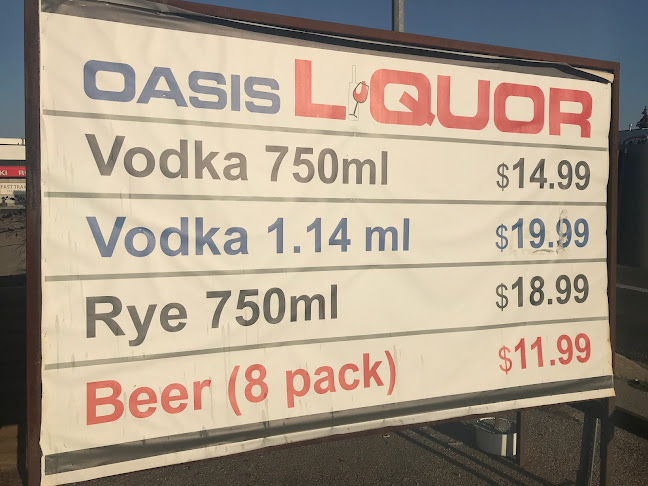 OASIS LIQUOR
Vodka 750ml $14.99
Vodka 1.14 ml $19.99
Rye 750ml $18.99
Beer (8 pack) $11.99